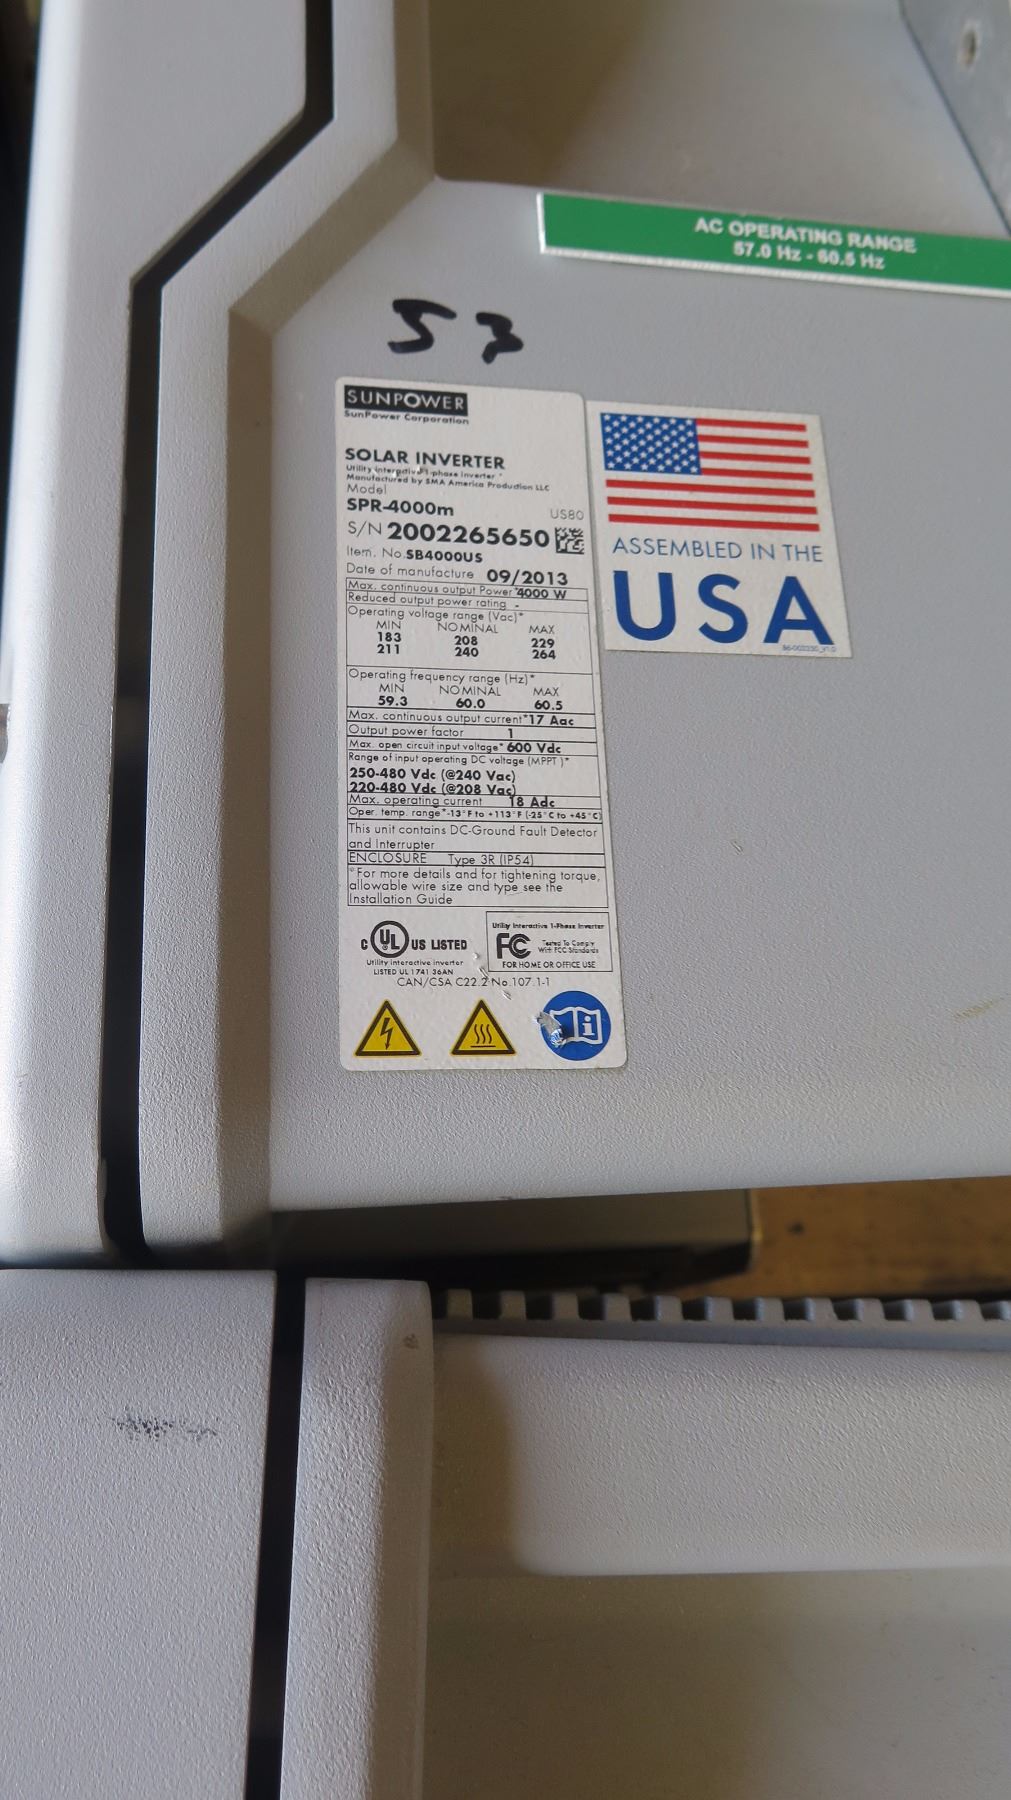 AC OPERATING RANGE
57.0 Hz - 60.5 Hz
53
SUNPOWER
SunPower Corporation
SOLAR INVERTER
Utility interactive 1-phase inverter
Manufactured by SMA America Production LLC
Model
SPR-4000m US80
S/N 2002265650
Item. No. SB4000US
Date of manufacture 09/2013
Max. continuous output Power* 4000 W
Reduced output power rating -
Operating voltage range (Vac)*
MIN NOMINAL MAX
183 208 229
211 240 264
Operating frequency range (Hz)*
MIN NOMINAL MAX
59.3 60.0 60.5
Max. continuous output current* 17 Aac
Output power factor 1
Max. open circuit input voltage* 600 Vdc
Range of input operating DC voltage (MPPT )*
250-480 Vdc (@240 Vac)
220-480 Vdc (@208 Vac)
Max. operating current 18 Adc
Oper. temp. range* -13°F to +113°F (-25°C to +45°C)
This unit contains DC-Ground Fault Detector
and Interrupter
ENCLOSURE Type 3R (IP54)
*For more details and for tightening torque,
allowable wire size and type see the
Installation Guide
C UL US LISTED
Utility interactive inverter
LISTED UL 1741 36AN
Utility Interactive 1-Phase Inverter
FC Tested To Comply
With FCC Standards
FOR HOME OR OFFICE USE
CAN/CSA C22.2 No.107.1-1
i
ASSEMBLED IN THE
USA